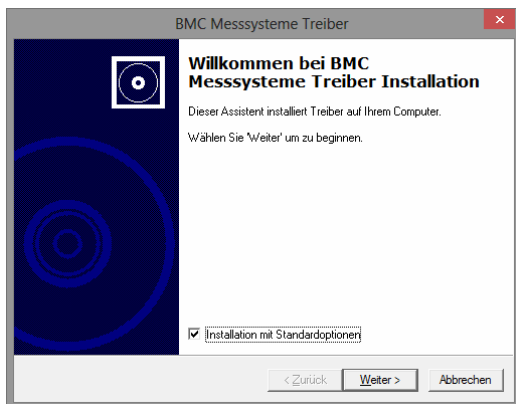 BMC Messsysteme Treiber
Willkommen bei BMC
Messsysteme Treiber Installation
Dieser Assistent installiert Treiber auf Ihrem Computer.
Wählen Sie 'Weiter' um zu beginnen.
Installation mit Standardoptionen
< Zurück Weiter > Abbrechen